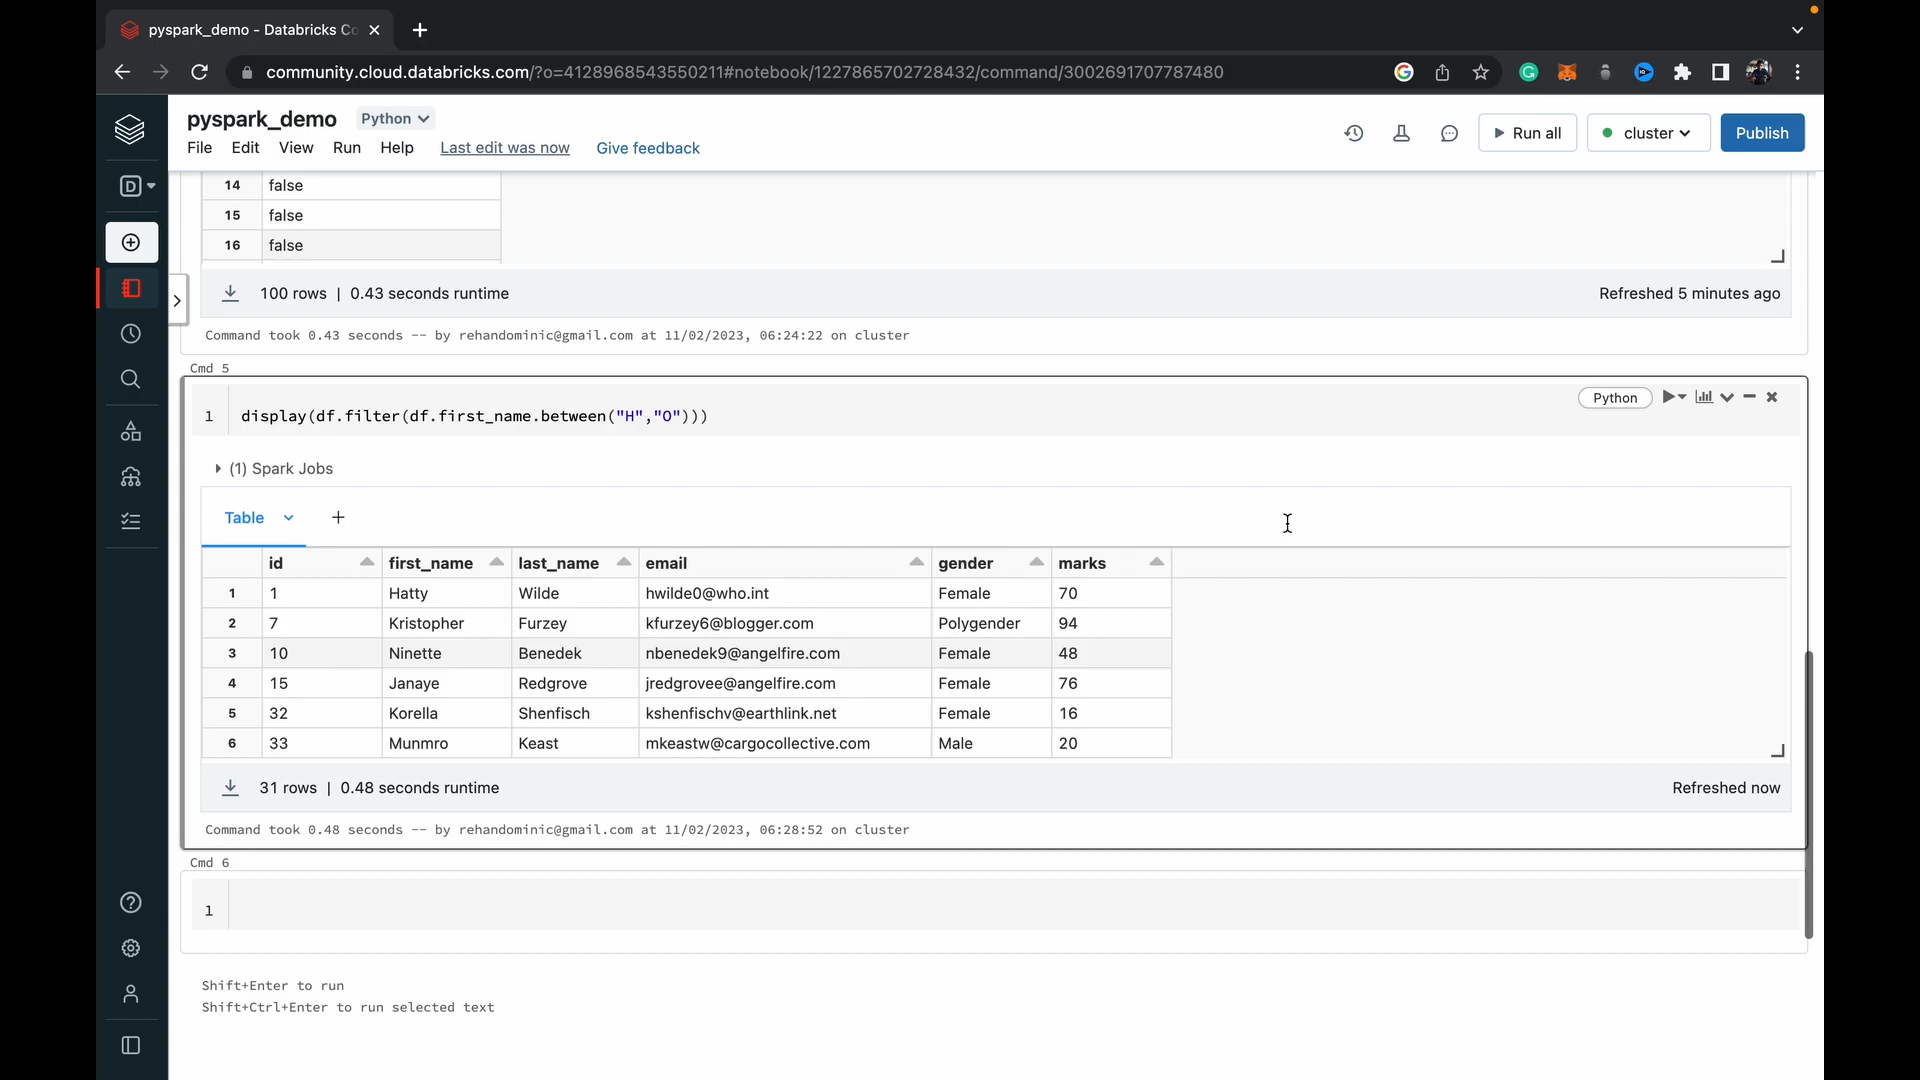 pyspark_demo - Databricks Co
community.cloud.databricks.com/?o=4128968543550211#notebook/1227865702728432/command/3002691707787480
pyspark_demo Python
File Edit View Run Help Last edit was now Give feedback
Run all cluster Publish
D
14 false
15 false
16 false
100 rows | 0.43 seconds runtime Refreshed 5 minutes ago
Command took 0.43 seconds -- by rehandominic@gmail.com at 11/02/2023, 06:24:22 on cluster
Cmd 5
Python
1 display(df.filter(df.first_name.between("H","O")))
(1) Spark Jobs
Table +
id first_name last_name email gender marks
1 1 Hatty Wilde hwilde0@who.int Female 70
2 7 Kristopher Furzey kfurzey6@blogger.com Polygender 94
3 10 Ninette Benedek nbenedek9@angelfire.com Female 48
4 15 Janaye Redgrove jredgrovee@angelfire.com Female 76
5 32 Korella Shenfisch kshenfischv@earthlink.net Female 16
6 33 Munmro Keast mkeastw@cargocollective.com Male 20
31 rows | 0.48 seconds runtime Refreshed now
Command took 0.48 seconds -- by rehandominic@gmail.com at 11/02/2023, 06:28:52 on cluster
Cmd 6
1
Shift+Enter to run
Shift+Ctrl+Enter to run selected text